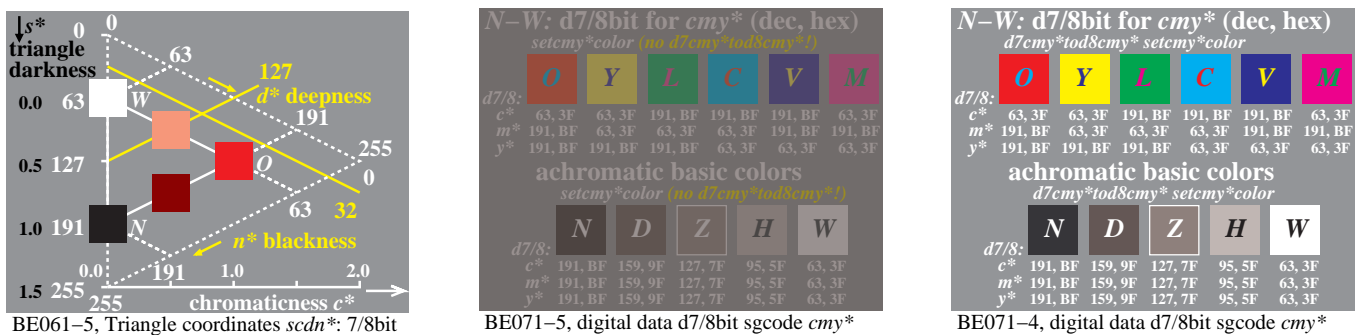 s*
triangle
darkness
0 63
127
d* deepness
0.0 63 W
191
0.5 127 O 255
0
63 32
1.0 191 N
n* blackness
0.0 191 1.0 2.0
1.5 255
255 chromaticness c*
BE061–5, Triangle coordinates scdn*: 7/8bit
N–W: d7/8bit for cmy* (dec, hex)
setcmy*color (no d7cmy*tod8cmy*!)
O Y L C V M
d7/8:
c* 63, 3F 63, 3F 191, BF 191, BF 191, BF 63, 3F
m* 191, BF 63, 3F 63, 3F 63, 3F 191, BF 191, BF
y* 191, BF 191, BF 191, BF 63, 3F 63, 3F 63, 3F
achromatic basic colors
setcmy*color (no d7cmy*tod8cmy*!)
N D Z H W
d7/8:
c* 191, BF 159, 9F 127, 7F 95, 5F 63, 3F
m* 191, BF 159, 9F 127, 7F 95, 5F 63, 3F
y* 191, BF 159, 9F 127, 7F 95, 5F 63, 3F
BE071–5, digital data d7/8bit sgcode cmy*
N–W: d7/8bit for cmy* (dec, hex)
d7cmy*tod8cmy* setcmy*color
O Y L C V M
d7/8:
c* 63, 3F 63, 3F 191, BF 191, BF 191, BF 63, 3F
m* 191, BF 63, 3F 63, 3F 63, 3F 191, BF 191, BF
y* 191, BF 191, BF 191, BF 63, 3F 63, 3F 63, 3F
achromatic basic colors
d7cmy*tod8cmy* setcmy*color
N D Z H W
d7/8:
c* 191, BF 159, 9F 127, 7F 95, 5F 63, 3F
m* 191, BF 159, 9F 127, 7F 95, 5F 63, 3F
y* 191, BF 159, 9F 127, 7F 95, 5F 63, 3F
BE071–4, digital data d7/8bit sgcode cmy*